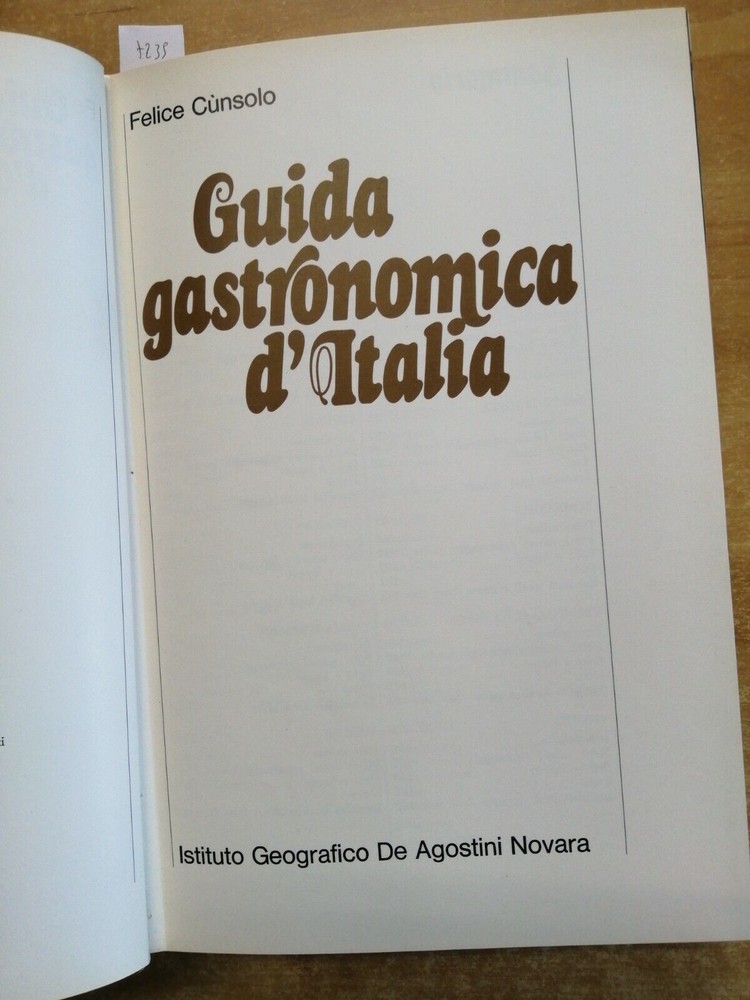 7235
Felice Cùnsolo
Guida
gastronomica
d'Italia
Istituto Geografico De Agostini Novara